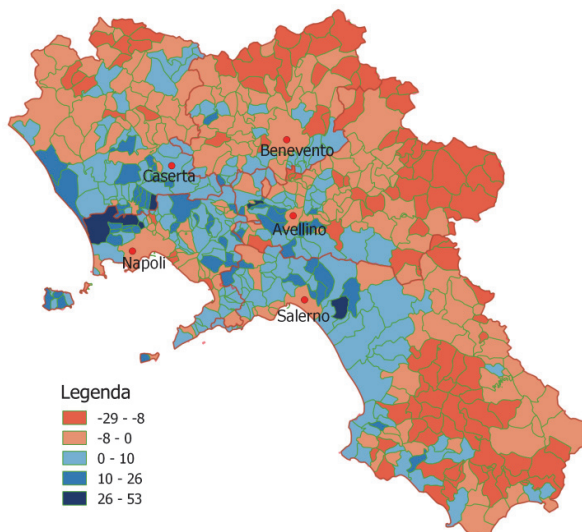 Benevento
Caserta
Avellino
Napoli
Salerno
Legenda
-29 - -8
-8 - 0
0 - 10
10 - 26
26 - 53